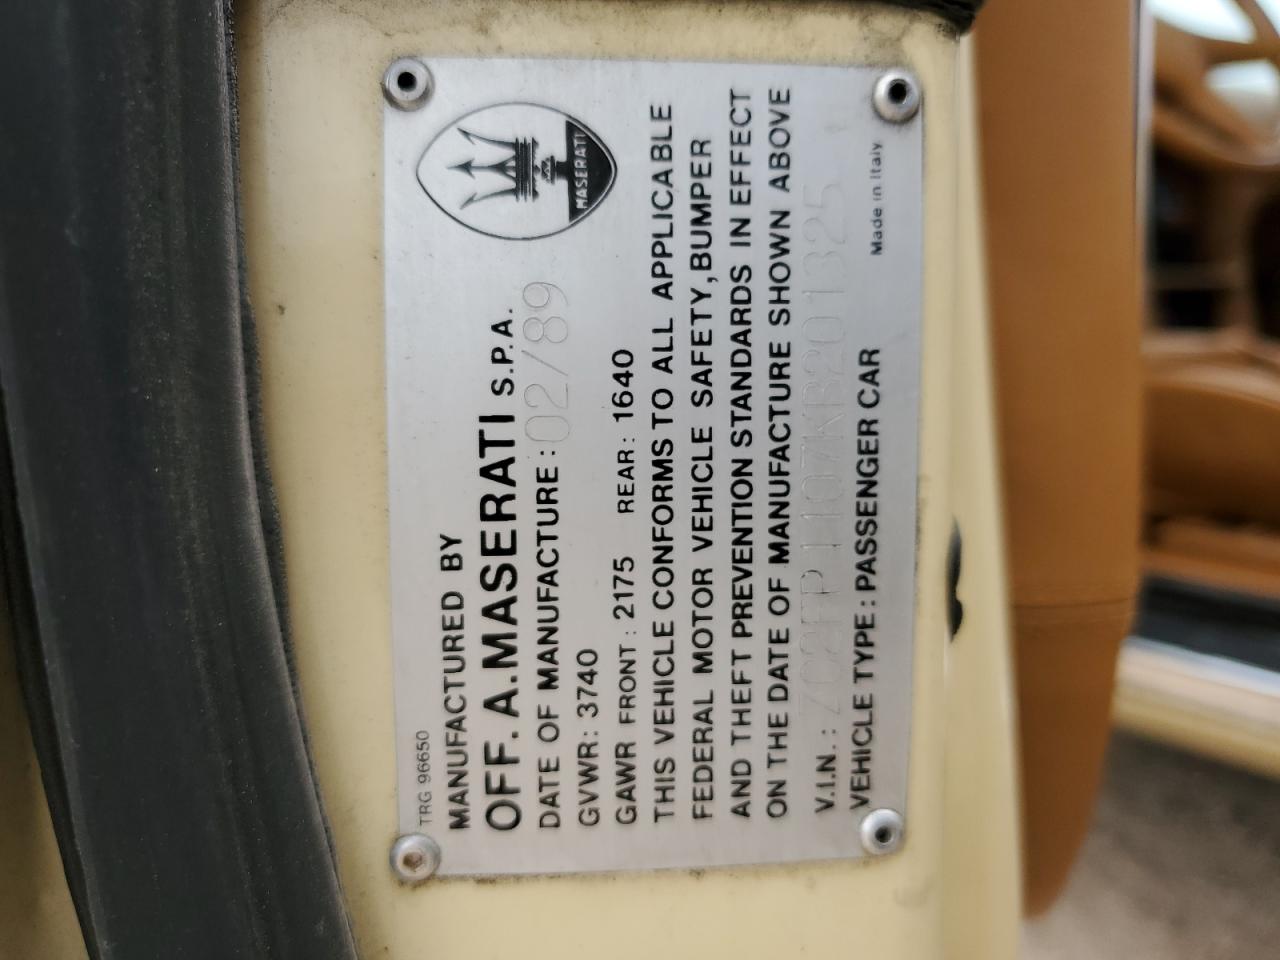 TRG 96650
MASERATI
MANUFACTURED BY
OFF. A. MASERATI S.P.A.
DATE OF MANUFACTURE: 02/89
GVWR: 3740
GAWR FRONT: 2175 REAR: 1640
THIS VEHICLE CONFORMS TO ALL APPLICABLE
FEDERAL MOTOR VEHICLE SAFETY, BUMPER
AND THEFT PREVENTION STANDARDS IN EFFECT
ON THE DATE OF MANUFACTURE SHOWN ABOVE
V.I.N.: ZC2FP1107KB201325
VEHICLE TYPE: PASSENGER CAR
Made in Italy